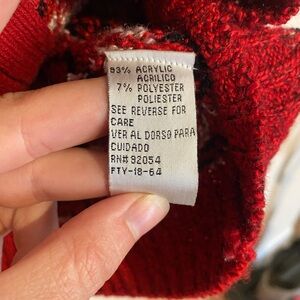 93% ACRYLIC
ACRILICO
7% POLYESTER
POLIESTER
SEE REVERSE FOR
CARE
VER AL DORSO PARA
CUIDADO
RN# 92054
FTY-18-64